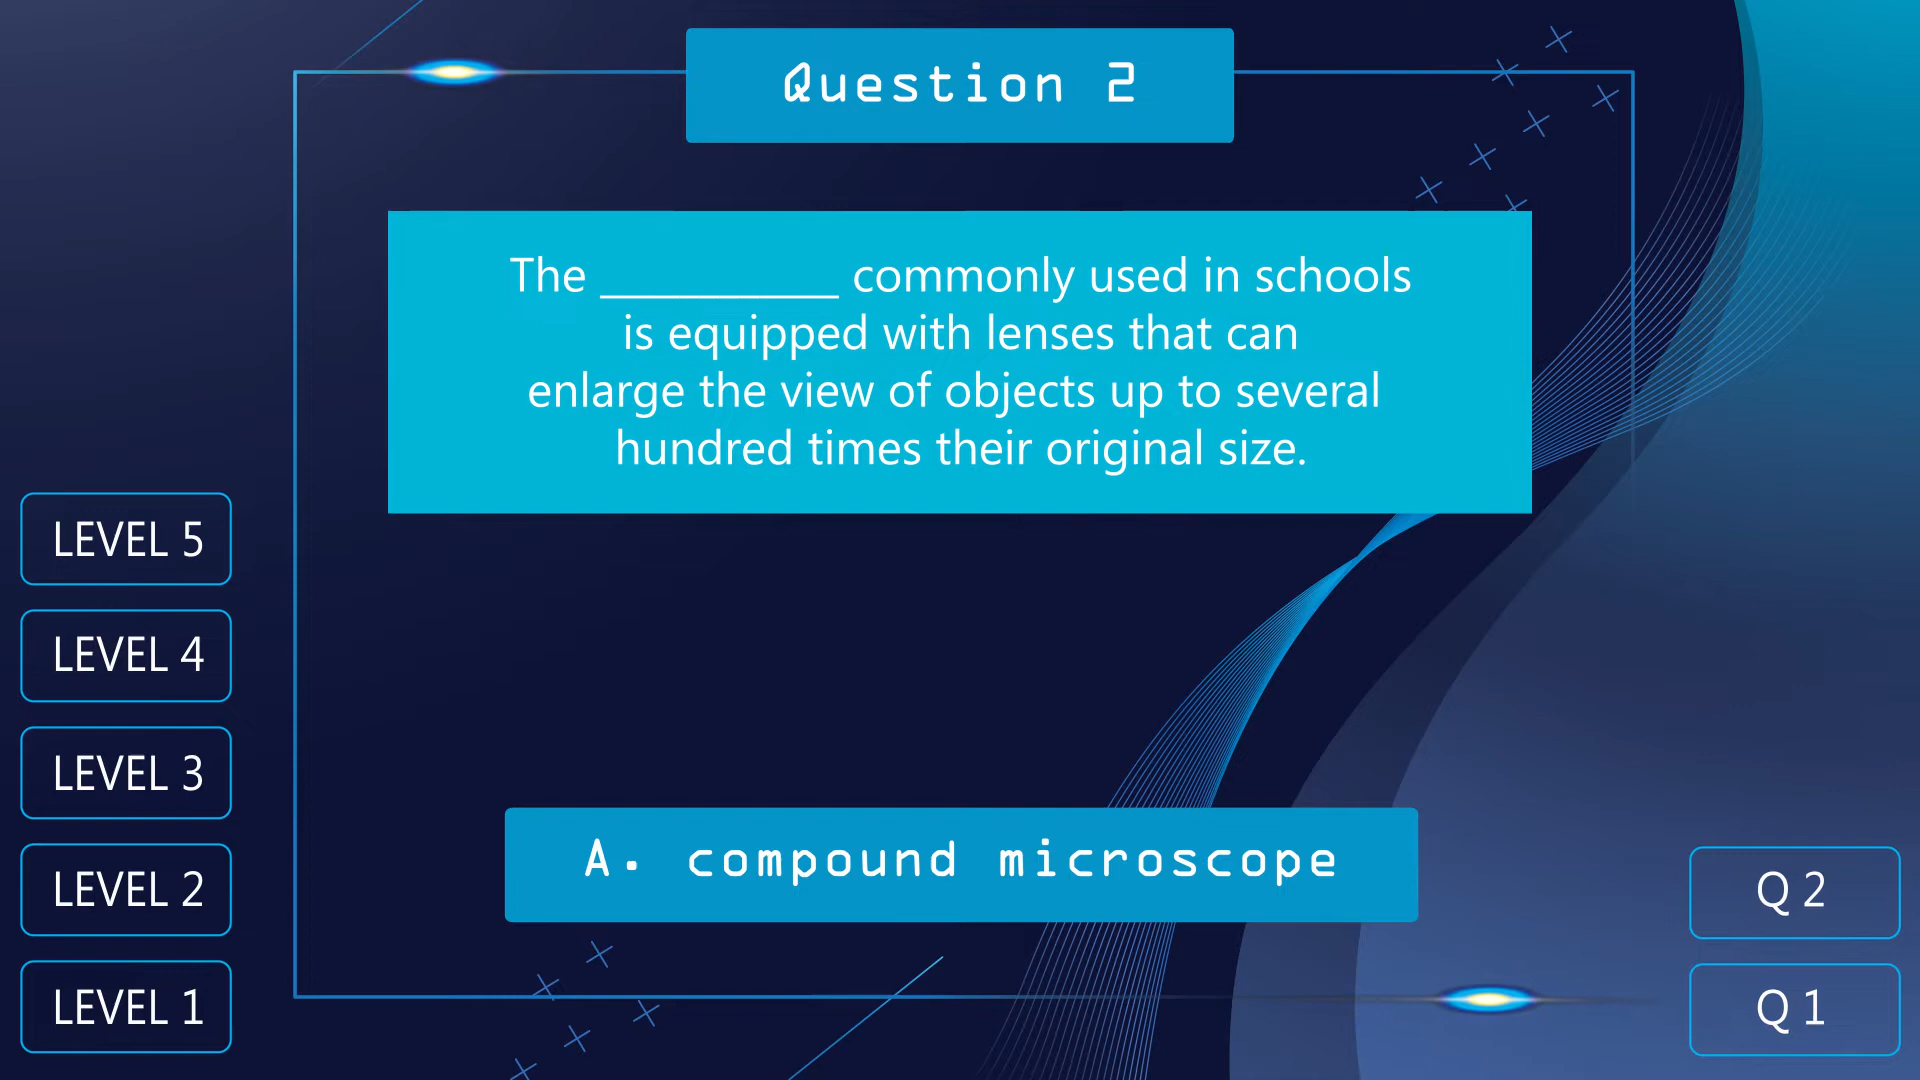 Question 2
The __________ commonly used in schools
is equipped with lenses that can
enlarge the view of objects up to several
hundred times their original size.
A. compound microscope
LEVEL 5
LEVEL 4
LEVEL 3
LEVEL 2
LEVEL 1
Q 2
Q 1